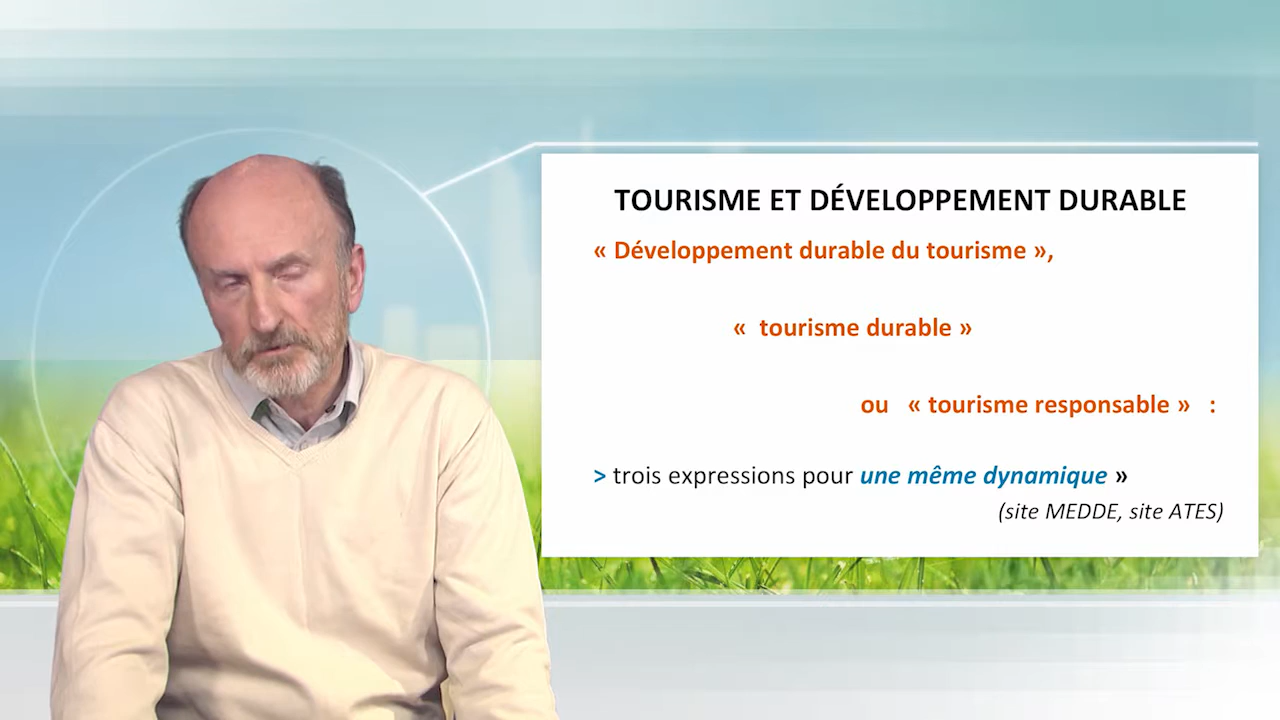 TOURISME ET DÉVELOPPEMENT DURABLE
« Développement durable du tourisme »,
« tourisme durable »
ou « tourisme responsable » :
> trois expressions pour une même dynamique »
(site MEDDE, site ATES)